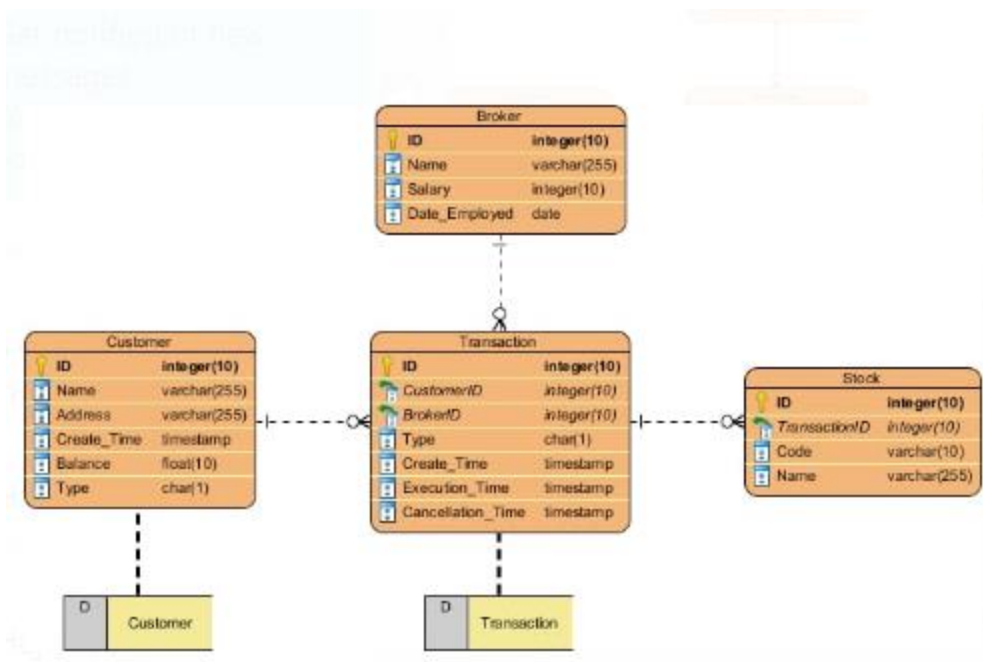 Broker
ID integer(10)
Name varchar(255)
Salary integer(10)
Date_Employed date
Customer
ID integer(10)
Name varchar(255)
Address varchar(255)
Create_Time timestamp
Balance float(10)
Type char(1)
Transaction
ID integer(10)
CustomerID integer(10)
BrokerID integer(10)
Type char(1)
Create_Time timestamp
Execution_Time timestamp
Cancellation_Time timestamp
Stock
ID integer(10)
TransactionID integer(10)
Code varchar(10)
Name varchar(255)
D
Customer
D
Transaction